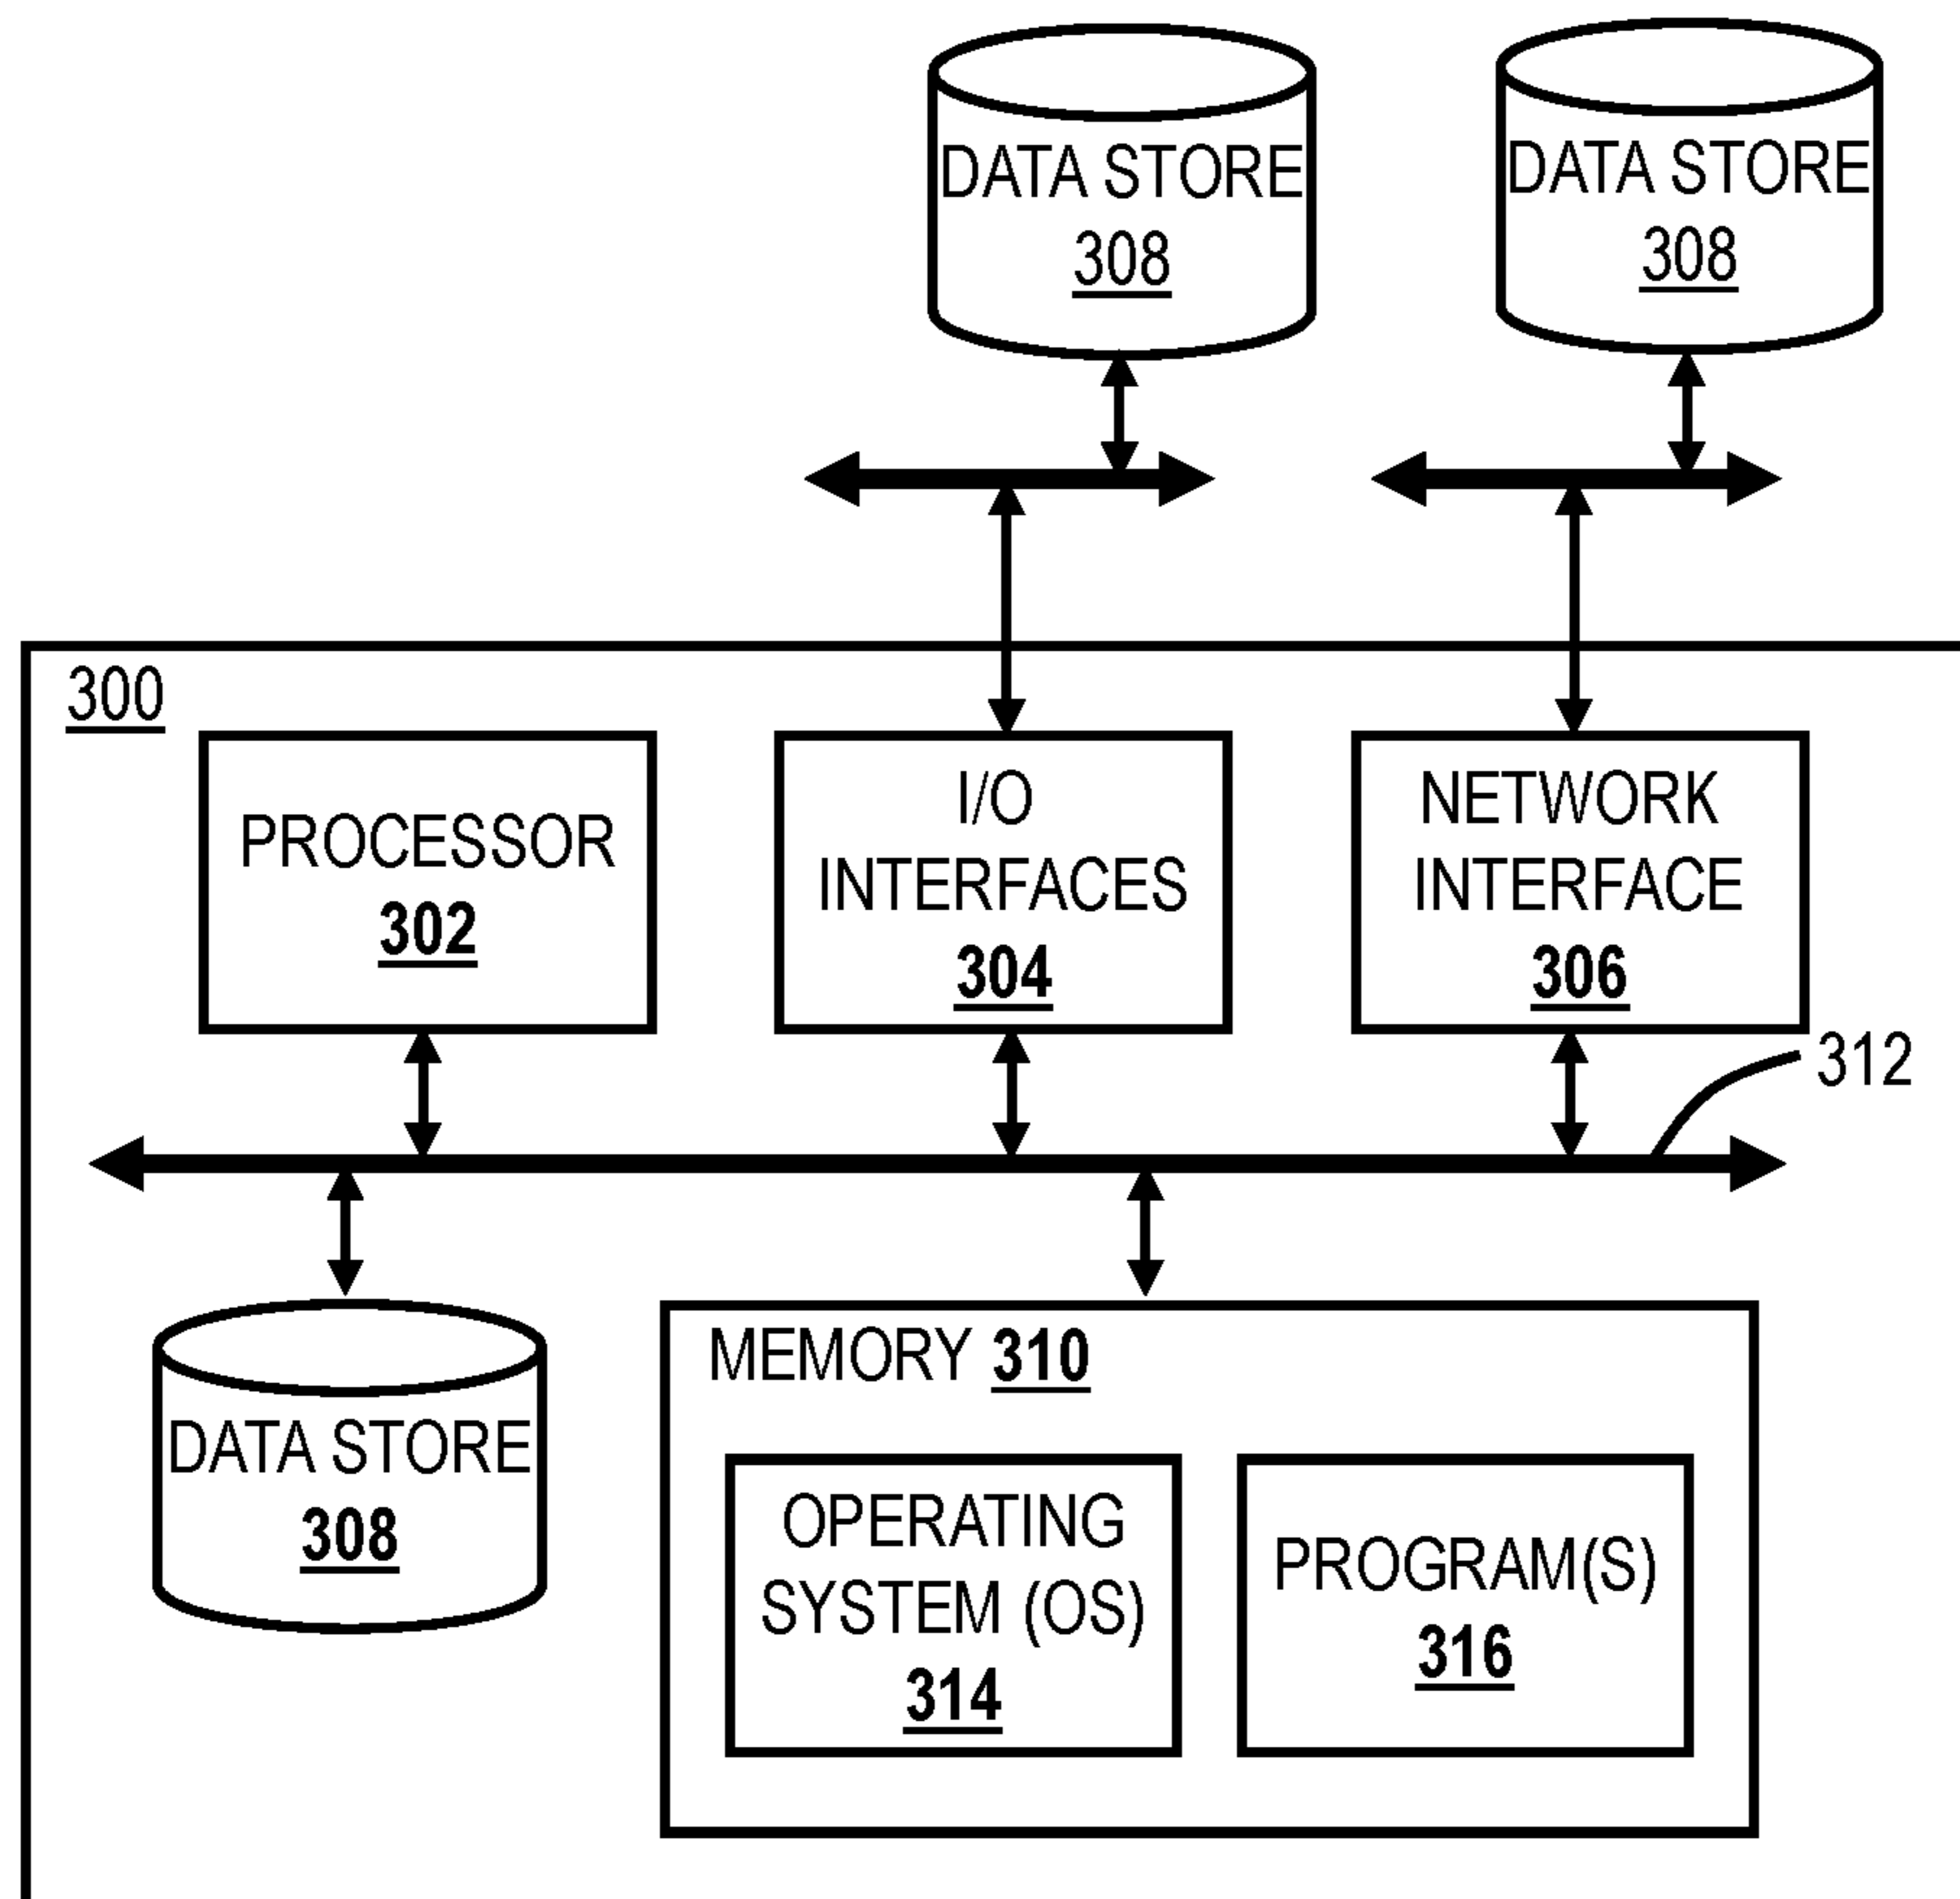 DATA STORE
308
DATA STORE
308
300
PROCESSOR
302
I/O
INTERFACES
304
NETWORK
INTERFACE
306
312
DATA STORE
308
MEMORY 310
OPERATING
SYSTEM (OS)
314
PROGRAM(S)
316